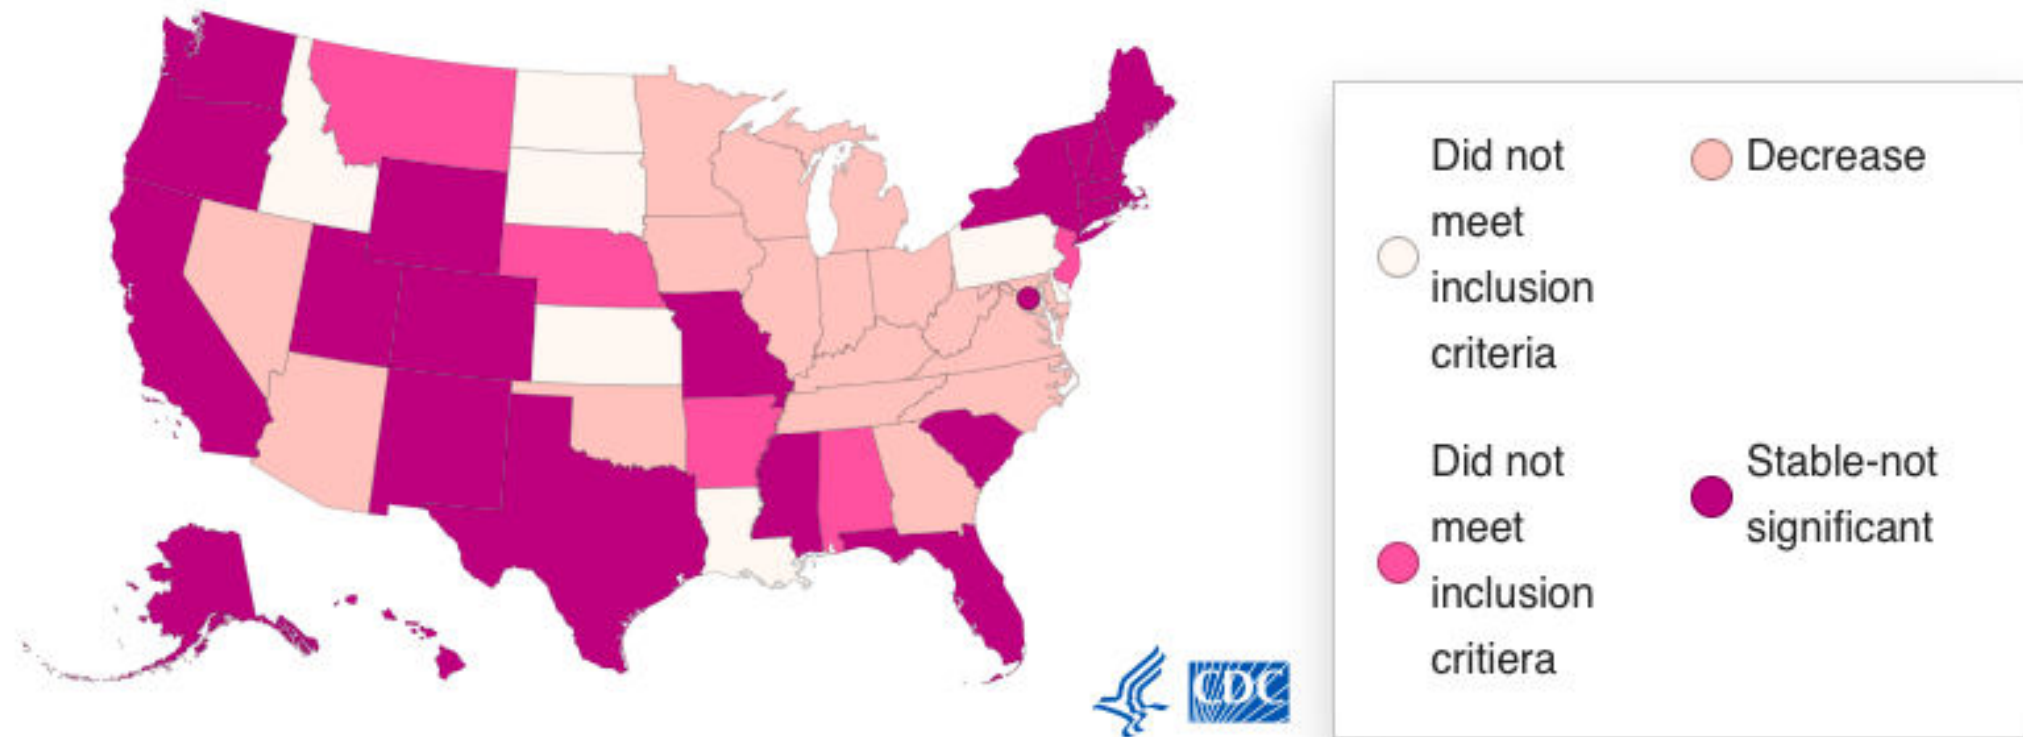 Did not
meet
inclusion
criteria
Decrease
Did not
meet
inclusion
critiera
Stable-not
significant
CDC